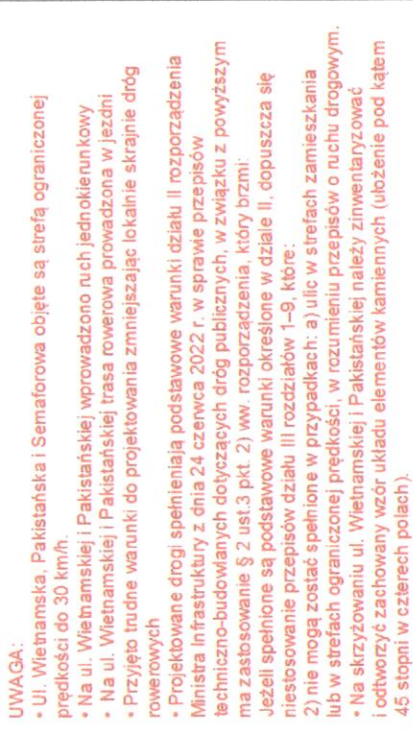 UWAGA:
• Ul. Wietnamska, Pakistańska i Semaforowa objęte są strefą ograniczonej
prędkości do 30 km/h.
• Na ul. Wietnamskiej i Pakistańskiej wprowadzono ruch jednokierunkowy
• Na ul. Wietnamskiej i Pakistańskiej trasa rowerowa prowadzona w jezdni
• Przyjęto trudne warunki do projektowania zmniejszając lokalnie skrajnie dróg
rowerowych
• Projektowane drogi spełnieniają podstawowe warunki działu II rozporządzenia
Ministra Infrastruktury z dnia 24 czerwca 2022 r. w sprawie przepisów
techniczno-budowlanych dotyczących dróg publicznych, w związku z powyższym
ma zastosowanie § 2 ust.3 pkt. 2) ww. rozporządzenia, który brzmi:
Jeżeli spełnione są podstawowe warunki określone w dziale II, dopuszcza się
niestosowanie przepisów działu III rozdziałów 1–9, które:
2) nie mogą zostać spełnione w przypadkach: a) ulic w strefach zamieszkania
lub w strefach ograniczonej prędkości, w rozumieniu przepisów o ruchu drogowym.
• Na skrzyżowaniu ul. Wietnamskiej i Pakistańskiej należy zinwentaryzować
i odtworzyć zachowany wzór układu elementów kamiennych (ułożenie pod kątem
45 stopni w czterech polach).